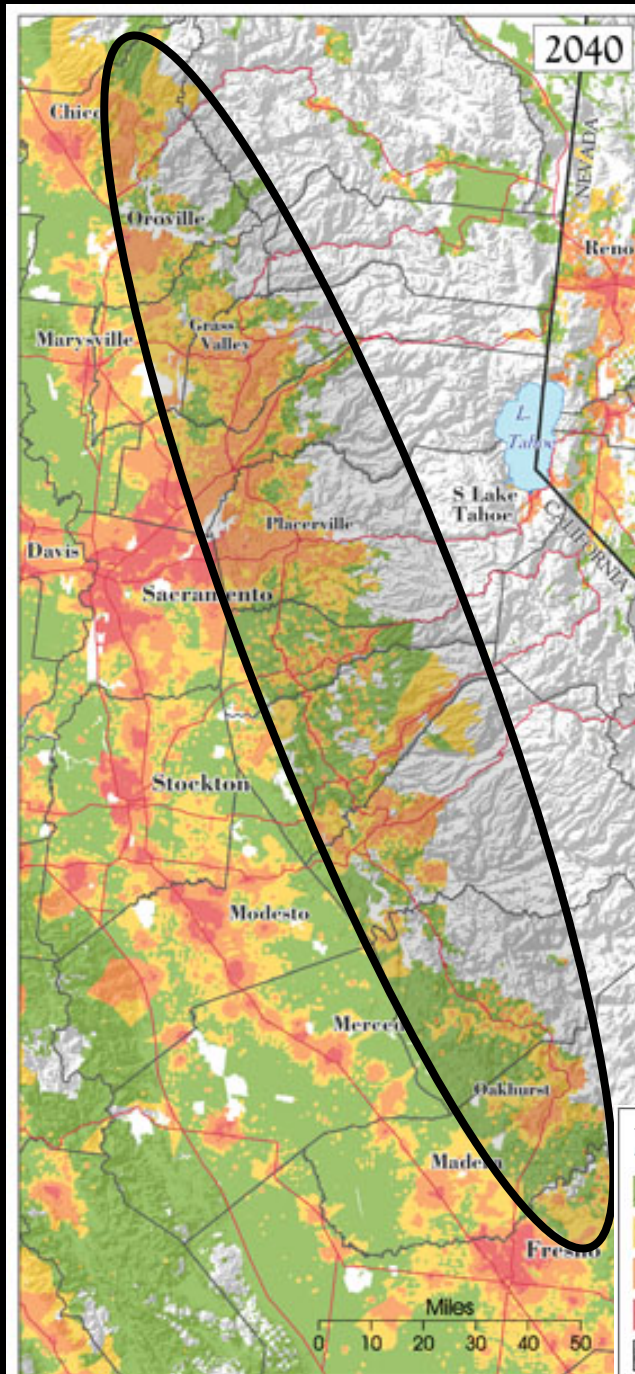 2040
Chico
NEVADA
Oroville
Reno
Grass
Valley
Marysville
L.
Tahoe
S Lake
Tahoe
Placerville
CALIFORNIA
Davis
Sacramento
Stockton
Modesto
Merced
Oakhurst
Madera
Fresno
Miles
0 10 20 30 40 50